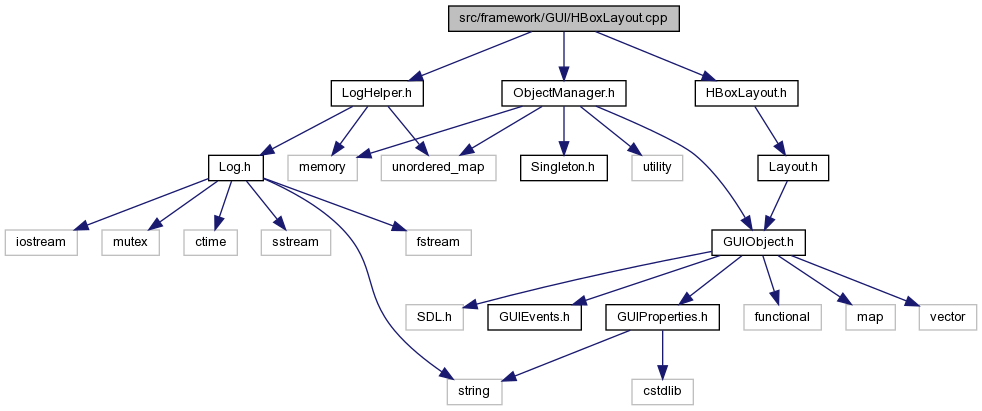 src/framework/GUI/HBoxLayout.cpp
LogHelper.h
ObjectManager.h
HBoxLayout.h
Log.h
memory
unordered_map
Singleton.h
utility
Layout.h
iostream
mutex
ctime
sstream
fstream
GUIObject.h
SDL.h
GUIEvents.h
GUIProperties.h
functional
map
vector
string
cstdlib